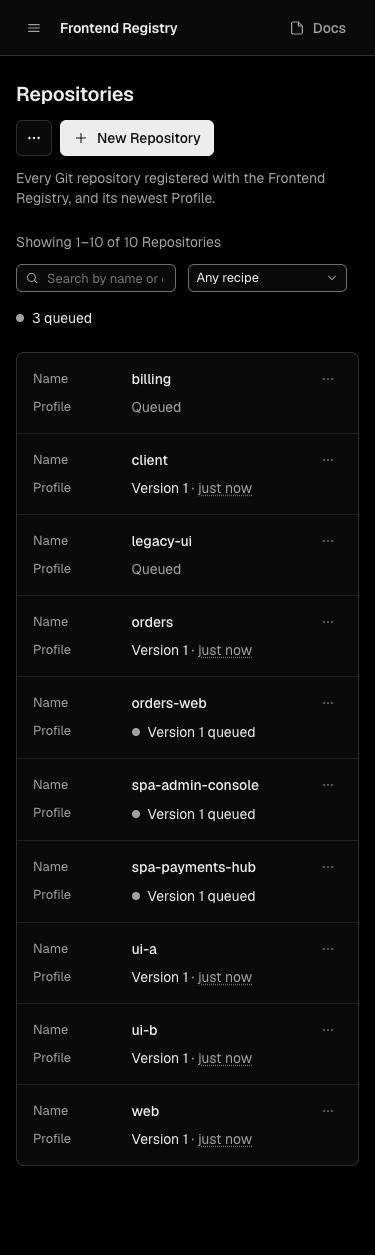 Frontend Registry
Docs
Repositories
New Repository
Every Git repository registered with the Frontend
Registry, and its newest Profile.
Showing 1–10 of 10 Repositories
Search by name or
Any recipe
3 queued
Name billing
Profile Queued
Name client
Profile Version 1 · just now
Name legacy-ui
Profile Queued
Name orders
Profile Version 1 · just now
Name orders-web
Profile Version 1 queued
Name spa-admin-console
Profile Version 1 queued
Name spa-payments-hub
Profile Version 1 queued
Name ui-a
Profile Version 1 · just now
Name ui-b
Profile Version 1 · just now
Name web
Profile Version 1 · just now